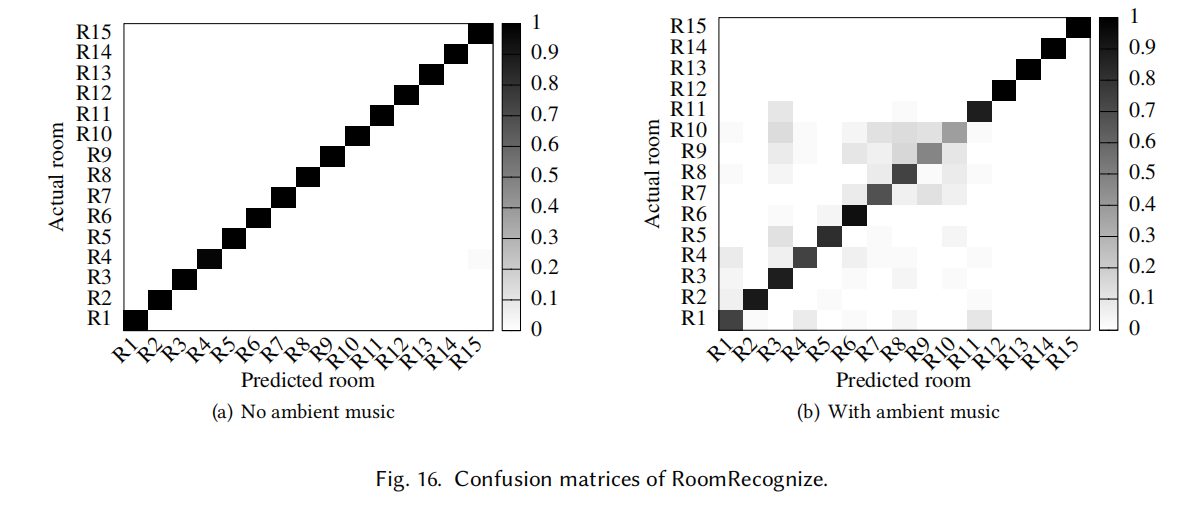 R15
R14
R13
R12
R11
R10
R9
R8
R7
R6
R5
R4
R3
R2
R1
Actual room
R1 R2 R3 R4 R5 R6 R7 R8 R9 R10 R11 R12 R13 R14 R15
Predicted room
1
0.9
0.8
0.7
0.6
0.5
0.4
0.3
0.2
0.1
0
(a) No ambient music
R15
R14
R13
R12
R11
R10
R9
R8
R7
R6
R5
R4
R3
R2
R1
Actual room
R1 R2 R3 R4 R5 R6 R7 R8 R9 R10 R11 R12 R13 R14 R15
Predicted room
1
0.9
0.8
0.7
0.6
0.5
0.4
0.3
0.2
0.1
0
(b) With ambient music
Fig. 16. Confusion matrices of RoomRecognize.